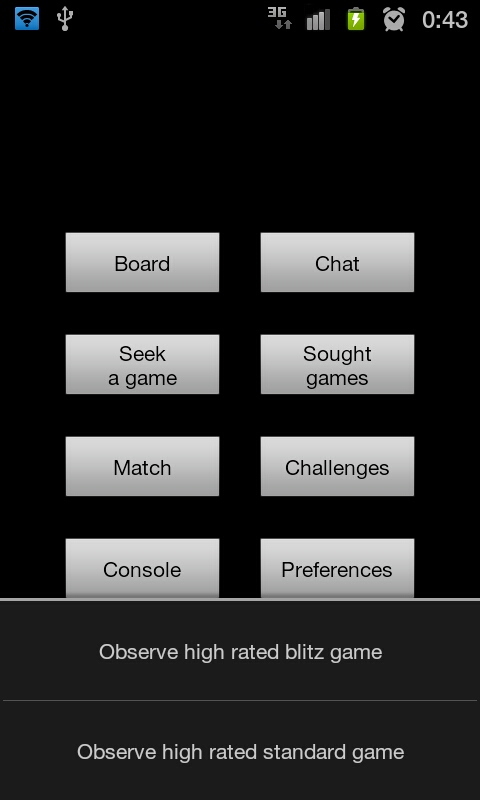 3G 0:43
Board Chat
Seek Sought
a game games
Match Challenges
Console Preferences
Observe high rated blitz game
Observe high rated standard game